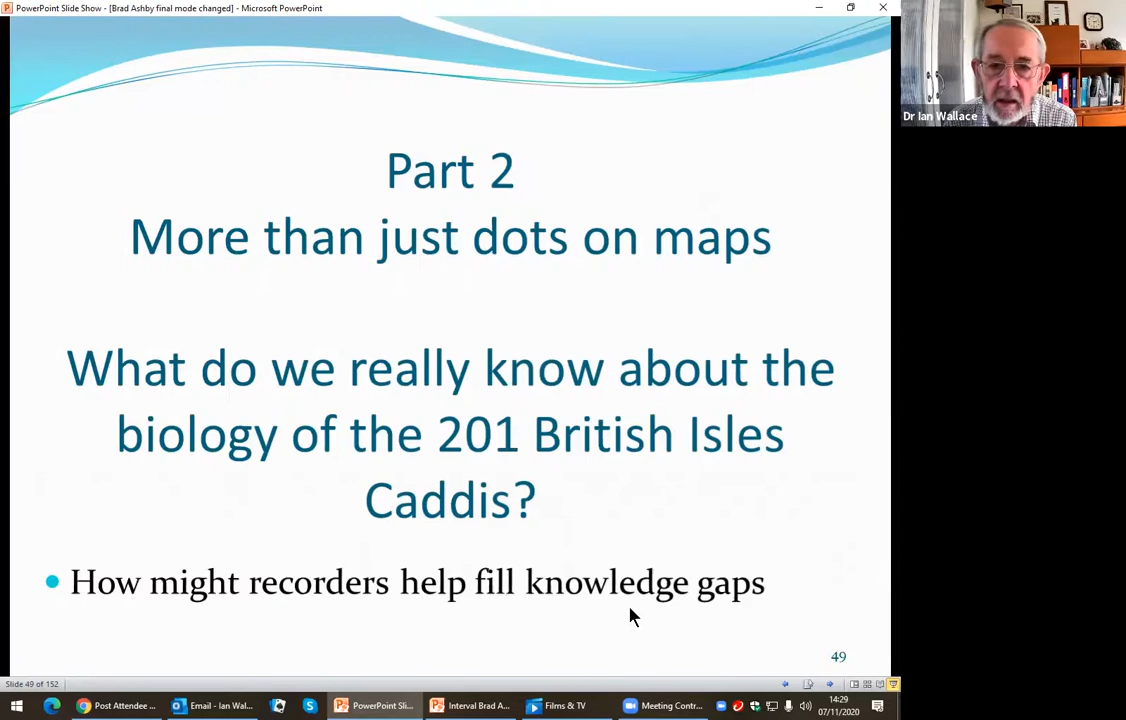 PowerPoint Slide Show - [Brad Ashby final mode changed] - Microsoft PowerPoint
Dr Ian Wallace
Part 2
More than just dots on maps
What do we really know about the
biology of the 201 British Isles
Caddis?
How might recorders help fill knowledge gaps
49
Slide 49 of 152
Post Attendee ...
Email - Ian Wal...
PowerPoint Sli...
Interval Brad A...
Films & TV
Meeting Contr...
14:29
07/11/2020